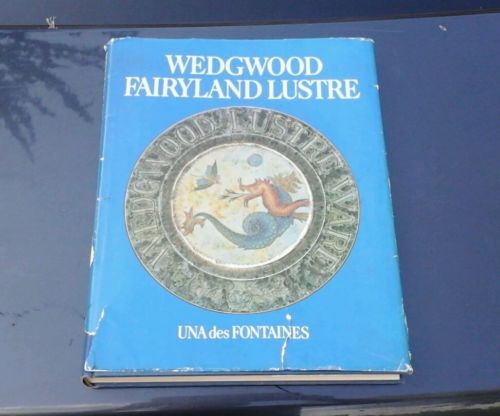 WEDGWOOD
FAIRYLAND LUSTRE
WEDGWOOD LUSTRE WARE
UNA des FONTAINES